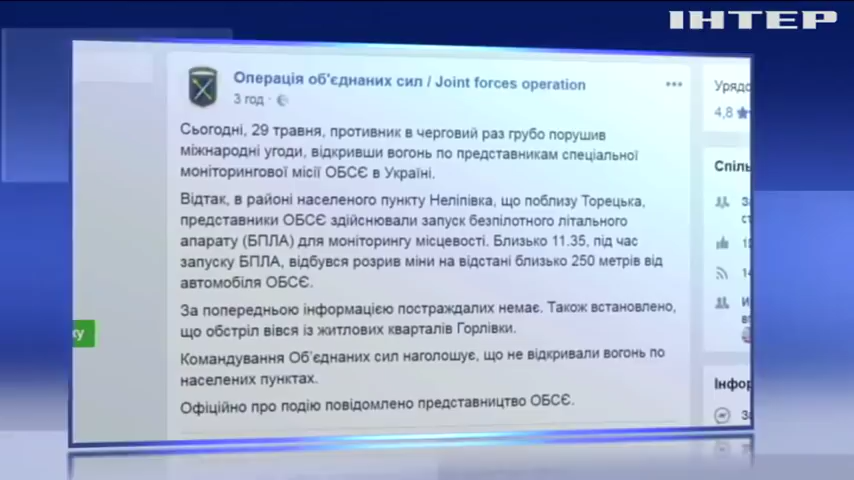 ІНТЕР
Операція об'єднаних сил / Joint forces operation
3 год ·
Урядо
4,8
Сьогодні, 29 травня, противник в черговий раз грубо порушив
міжнародні угоди, відкривши вогонь по представникам спеціальної
моніторингової місії ОБСЄ в Україні.
Спіль
Відтак, в районі населеного пункту Неліпівка, що поблизу Торецька,
представники ОБСЄ здійснювали запуск безпілотного літального
апарату (БПЛА) для моніторингу місцевості. Близько 11.35, під час
запуску БПЛА, відбувся розрив міни на відстані близько 250 метрів від
автомобіля ОБСЄ.
За попередньою інформацією постраждалих немає. Також встановлено,
що обстріл вівся із житлових кварталів Горлівки.
ку
Командування Об'єднаних сил наголошує, що не відкривали вогонь по
населених пунктах.
Інфор
Офіційно про подію повідомлено представництво ОБСЄ.